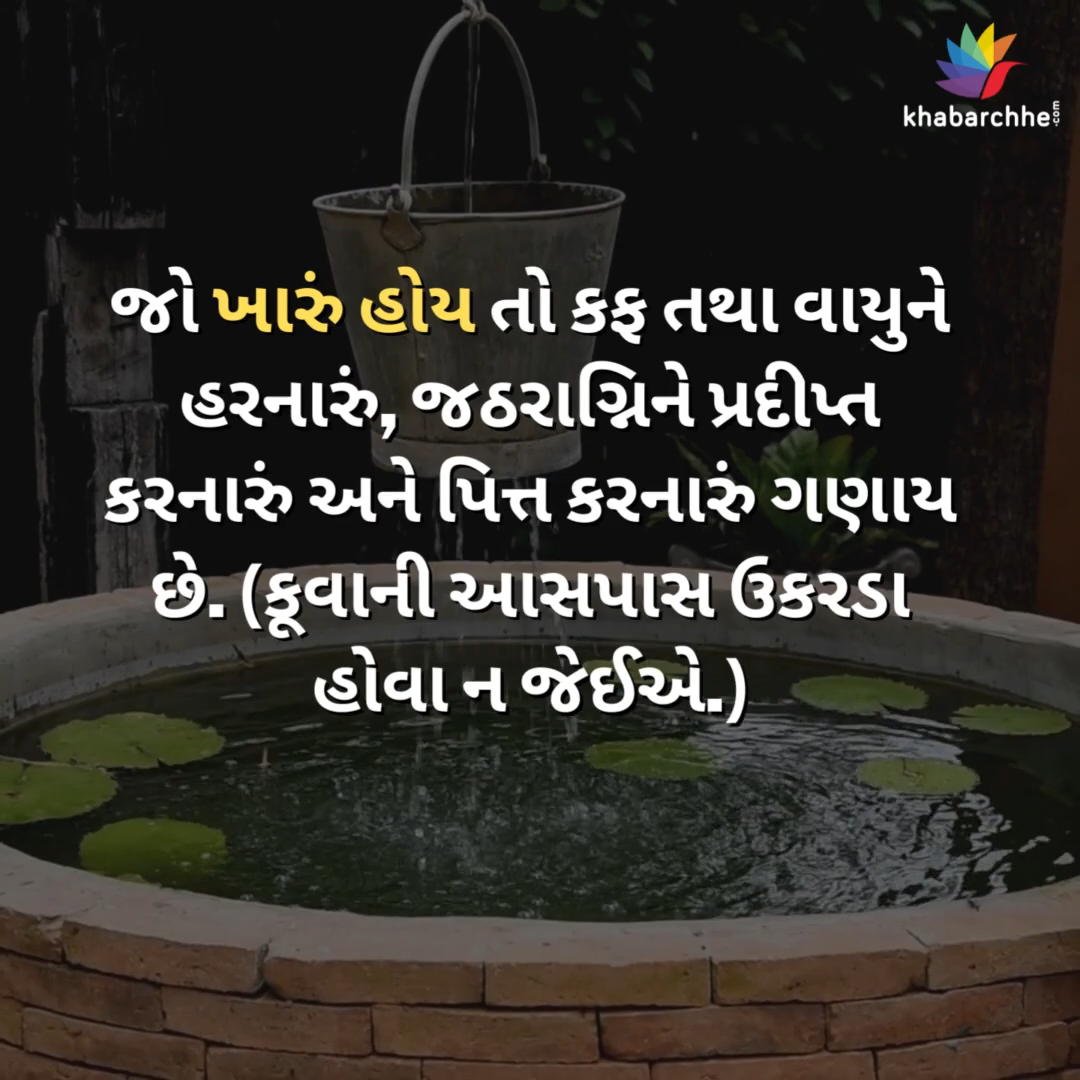 khabarchhe.com
જો ખારું હોય તો કફ તથા વાયુને
હરનારું, જઠરાગ્નિને પ્રદીપ્ત
કરનારું અને પિત્ત કરનારું ગણાય
છે. (કૂવાની આસપાસ ઉકરડા
હોવા ન જેઈએ.)